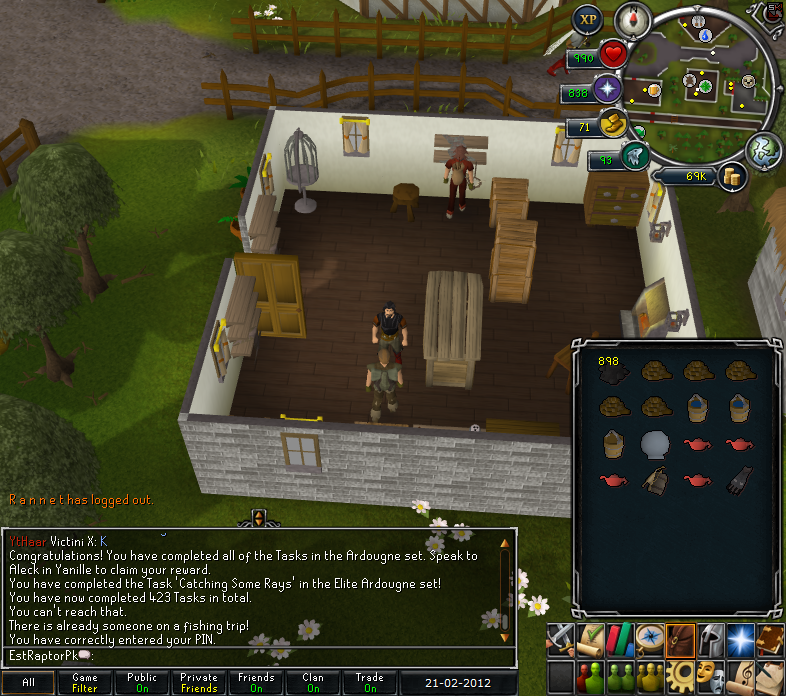 XP
990
838
71
93
69K
898
R a n n e t has logged out.
YtHaar Victini X: K
Congratulations! You have completed all of the Tasks in the Ardougne set. Speak to
Aleck in Yanille to claim your reward.
You have completed the Task 'Catching Some Rays' in the Elite Ardougne set!
You have now completed 423 Tasks in total.
You can't reach that.
There is already someone on a fishing trip!
You have correctly entered your PIN.
EstRaptorPk:
All
Game
Filter
Public
On
Private
Friends
Friends
On
Clan
On
Trade
On
21-02-2012